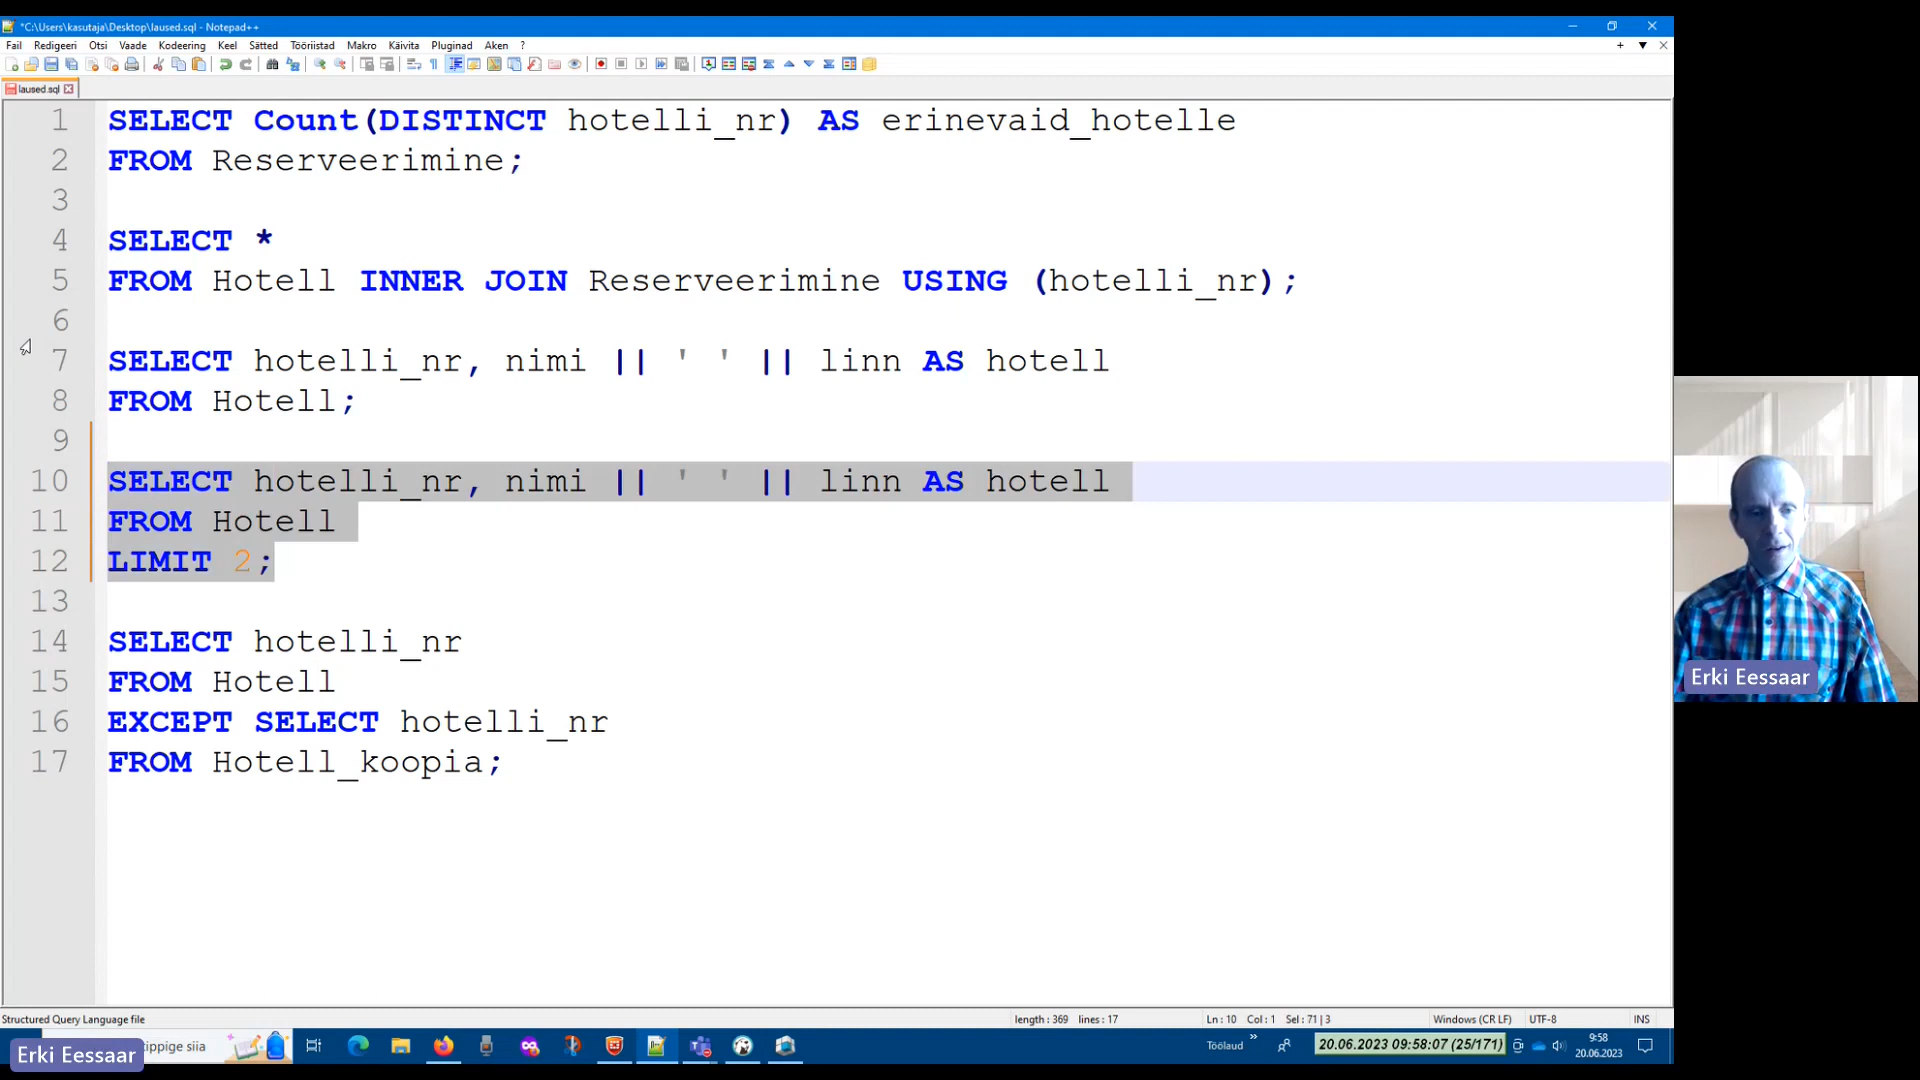 *C:\Users\kasutaja\Desktop\laused.sql - Notepad++
Fail Redigeeri Otsi Vaade Kodeering Keel Sätted Tööriistad Makro Käivita Pluginad Aken ?
laused.sql
1 SELECT Count(DISTINCT hotelli_nr) AS erinevaid_hotelle
2 FROM Reserveerimine;
3
4 SELECT *
5 FROM Hotell INNER JOIN Reserveerimine USING (hotelli_nr);
6
7 SELECT hotelli_nr, nimi || ' ' || linn AS hotell
8 FROM Hotell;
9
10 SELECT hotelli_nr, nimi || ' ' || linn AS hotell
11 FROM Hotell
12 LIMIT 2;
13
14 SELECT hotelli_nr
15 FROM Hotell
16 EXCEPT SELECT hotelli_nr
17 FROM Hotell_koopia;
Erki Eessaar
Structured Query Language file length : 369 lines : 17 Ln : 10 Col : 1 Sel : 71 | 3 Windows (CR LF) UTF-8 INS
Erki Eessaar
tippige siia
Töölaud
20.06.2023 09:58:07 (25/171)
9:58
20.06.2023